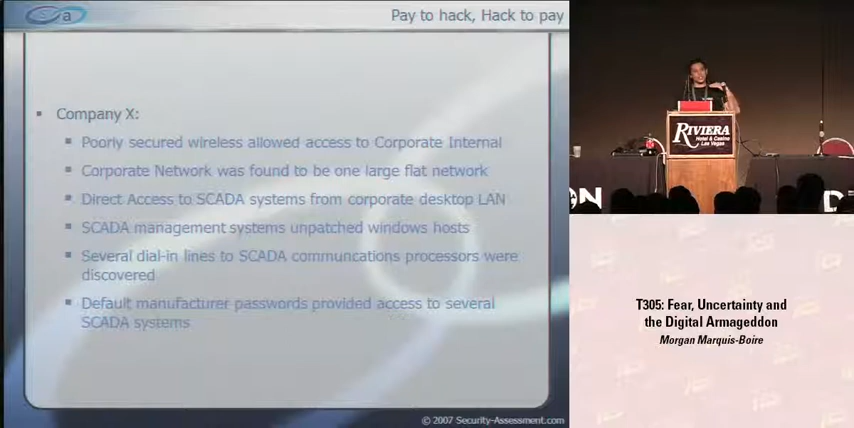 Pay to hack, Hack to pay
Company X:
Poorly secured wireless allowed access to Corporate Internal
Corporate Network was found to be one large flat network
Direct Access to SCADA systems from corporate desktop LAN
SCADA management systems unpatched windows hosts
Several dial-in lines to SCADA communcations processors were
discovered
Default manufacturer passwords provided access to several
SCADA systems
© 2007 Security-Assessment.com
RIVIERA
Hotel & Casino
Las Vegas
ON
D
T305: Fear, Uncertainty and
the Digital Armageddon
Morgan Marquis-Boire